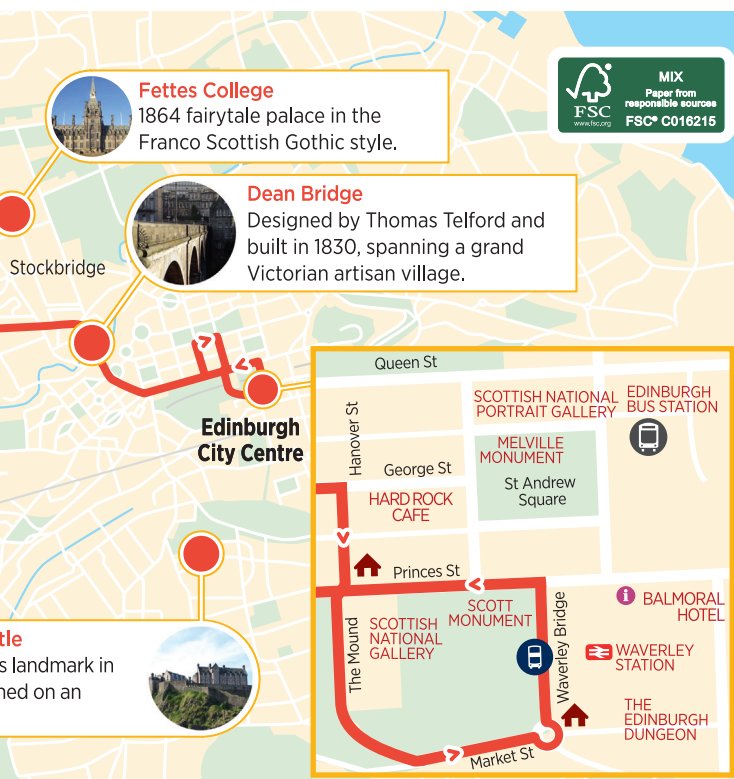 Fettes College
1864 fairytale palace in the
Franco Scottish Gothic style.
FSC
www.fsc.org
MIX
Paper from
responsible sources
FSC® C016215
Dean Bridge
Designed by Thomas Telford and
built in 1830, spanning a grand
Victorian artisan village.
Stockbridge
Edinburgh
City Centre
Queen St
Hanover St
SCOTTISH NATIONAL
PORTRAIT GALLERY
EDINBURGH
BUS STATION
MELVILLE
MONUMENT
George St
St Andrew
Square
HARD ROCK
CAFE
Princes St
i
BALMORAL
HOTEL
SCOTT
MONUMENT
The Mound
SCOTTISH
NATIONAL
GALLERY
Waverley Bridge
WAVERLEY
STATION
THE
EDINBURGH
DUNGEON
Market St
tle
s landmark in
ned on an